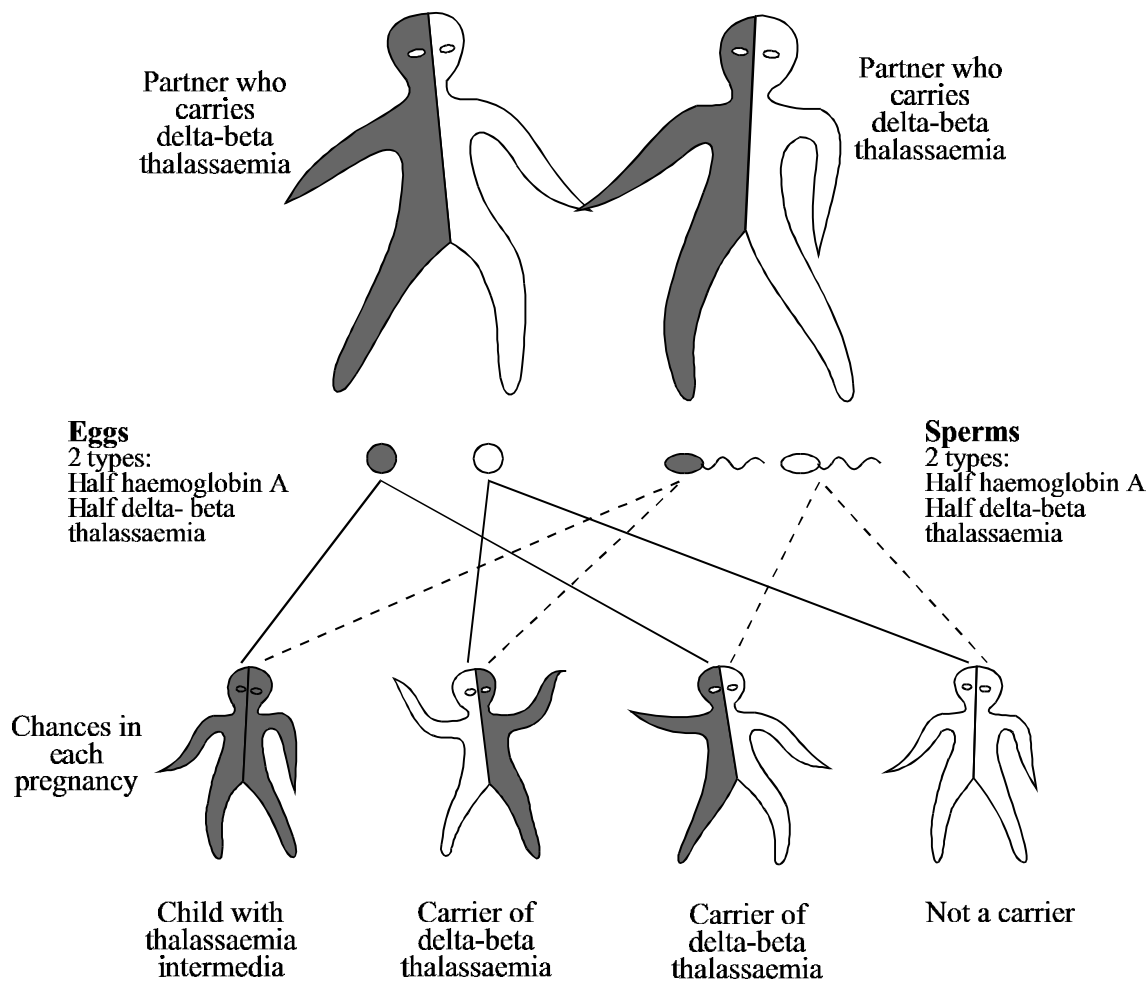 Partner who
carries
delta-beta
thalassaemia
Partner who
carries
delta-beta
thalassaemia
Eggs
2 types:
Half haemoglobin A
Half delta- beta
thalassaemia
Sperms
2 types:
Half haemoglobin A
Half delta-beta
thalassaemia
Chances in
each
pregnancy
Child with
thalassaemia
intermedia
Carrier of
delta-beta
thalassaemia
Carrier of
delta-beta
thalassaemia
Not a carrier